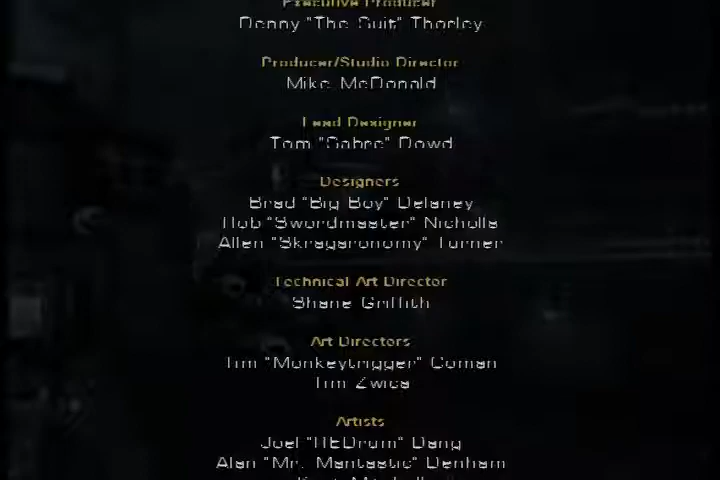 Executive Producer
Denny "The Suit" Thorley
Producer/Studio Director
Mike McDonald
Lead Designer
Tom "Sabre" Dowd
Designers
Brad "Big Boy" Delaney
Rob "Swordmaster" Nicholls
Allen "Skragaronomy" Turner
Technical Art Director
Shane Griffith
Art Directors
Tim "Monkeytrigger" Coman
Tim Zwica
Artists
Joel "REDrum" Dang
Alan "Mr. Mantastic" Denham